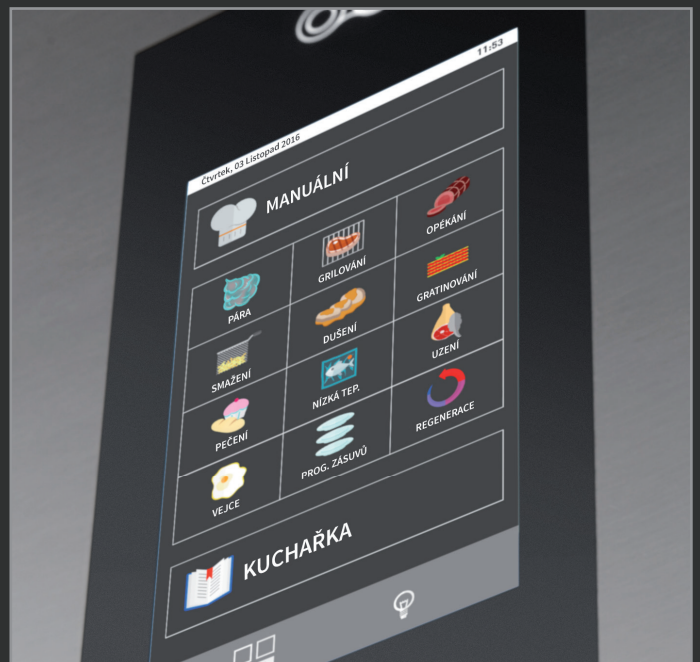 11:53
Čtvrtek, 03 Listopad 2016
MANUÁLNÍ
PÁRA
GRILOVÁNÍ
OPÉKÁNÍ
SMAŽENÍ
DUŠENÍ
GRATINOVÁNÍ
PEČENÍ
NÍZKÁ TEP.
UZENÍ
VEJCE
PROG. ZÁSUVŮ
REGENERACE
KUCHAŘKA